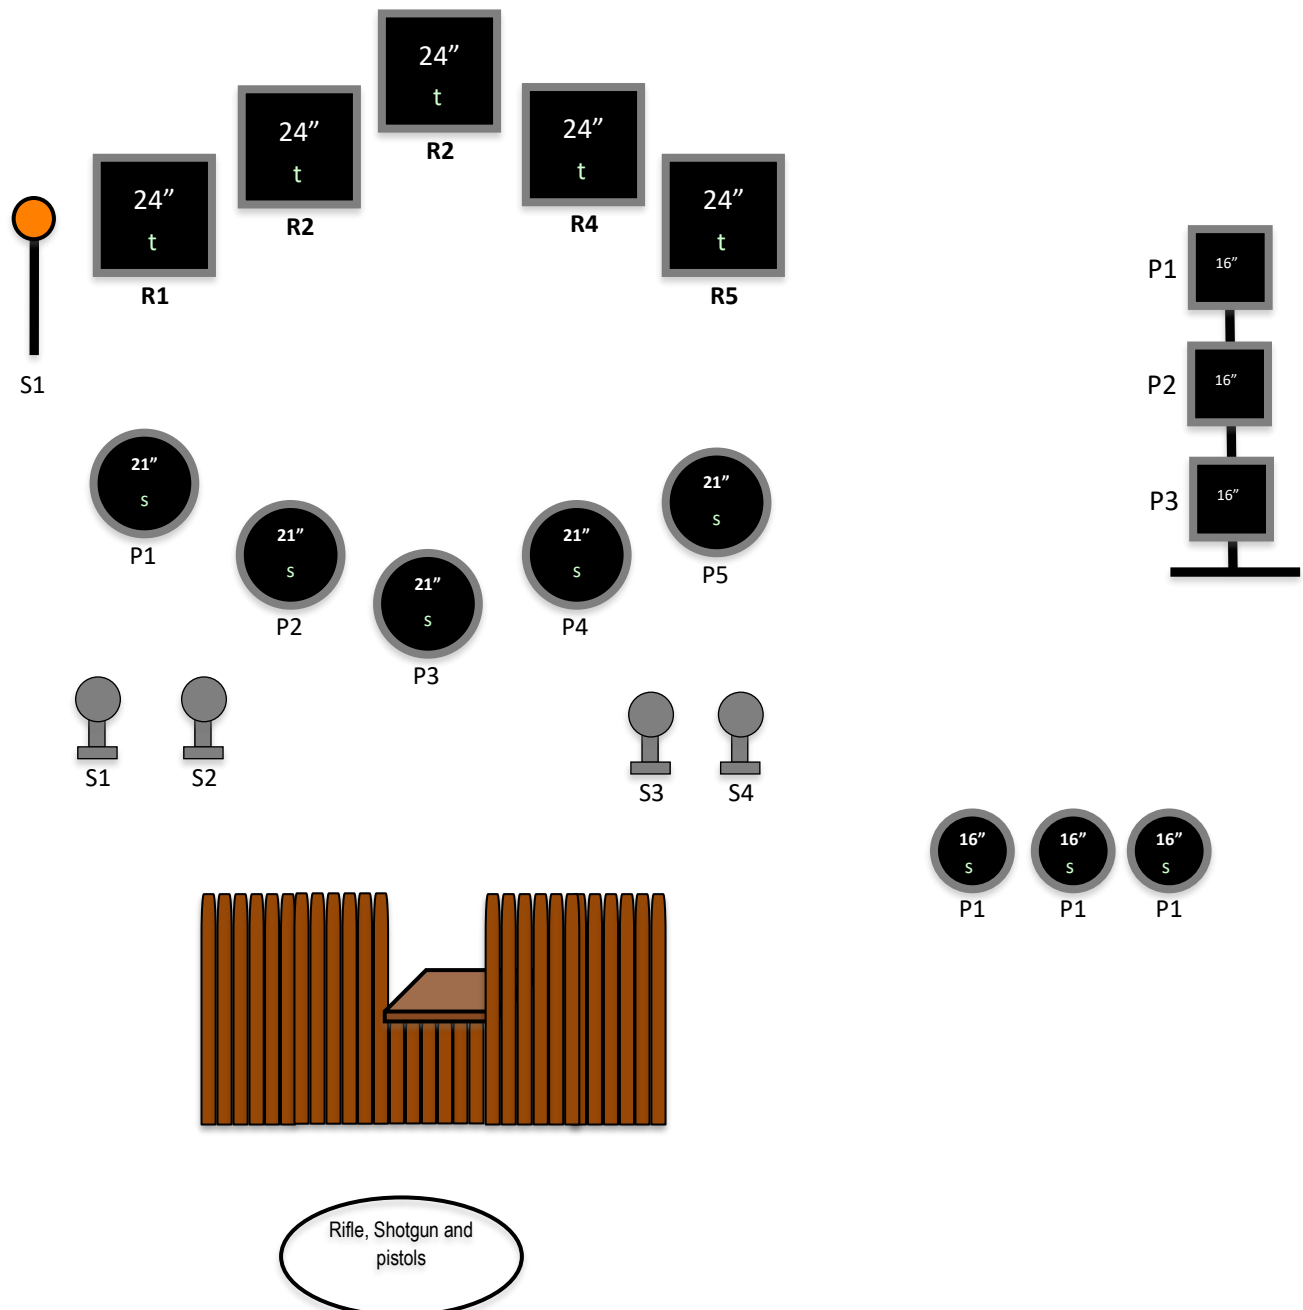 24”
t
R2
24”
t
R2
24”
t
R4
24”
t
R1
24”
t
R5
S1
P1
16”
P2
16”
P3
16”
21”
s
P1
21”
s
P2
21”
s
P3
21”
s
P4
21”
s
P5
S1
S2
S3
S4
16”
s
P1
16”
s
P1
16”
s
P1
Rifle, Shotgun and
pistols